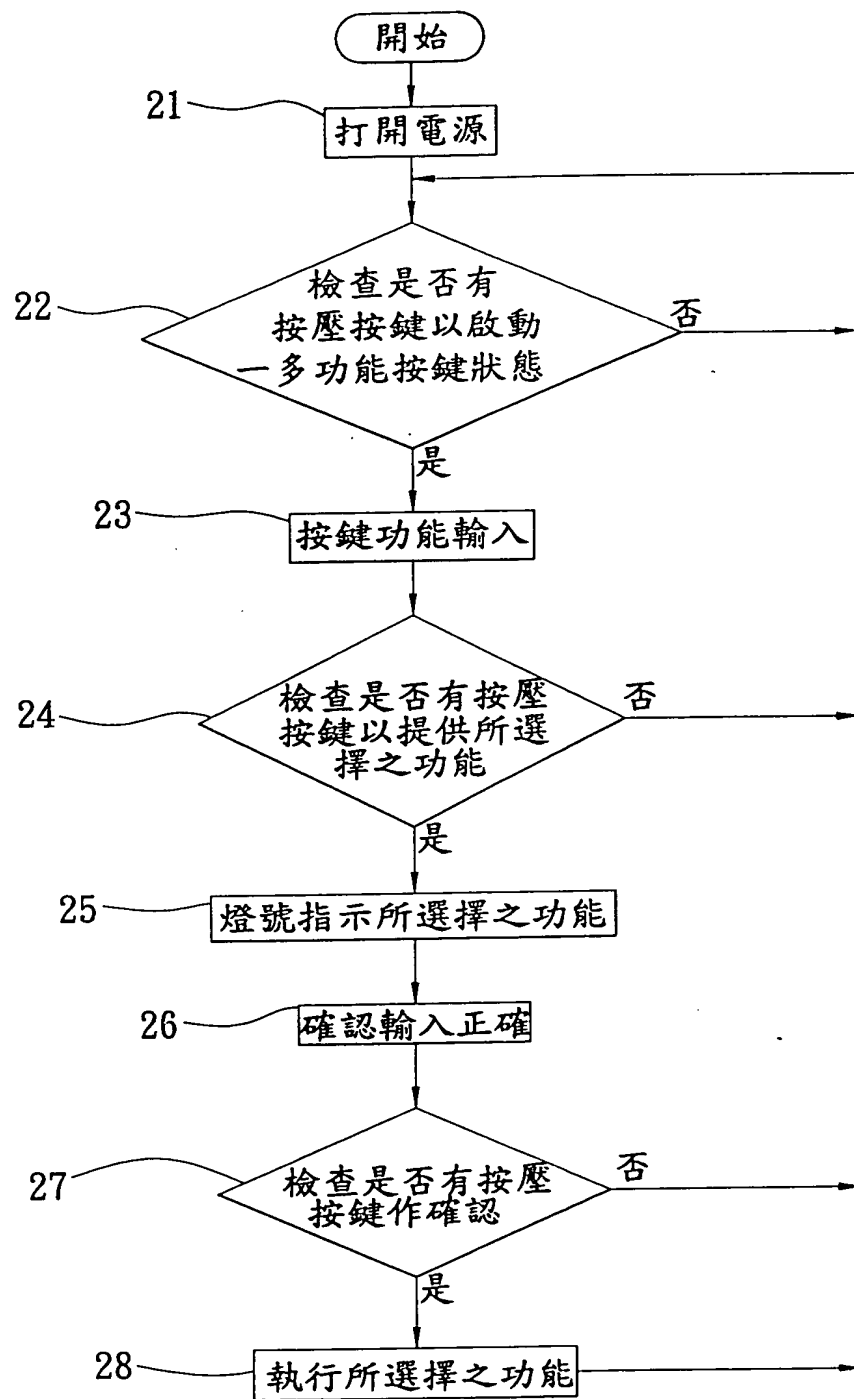 開始
21
打開電源
22
檢查是否有
按壓按鍵以啟動
一多功能按鍵狀態
否
是
23
按鍵功能輸入
24
檢查是否有按壓
按鍵以提供所選
擇之功能
否
是
25
燈號指示所選擇之功能
26
確認輸入正確
27
檢查是否有按壓
按鍵作確認
否
是
28
執行所選擇之功能